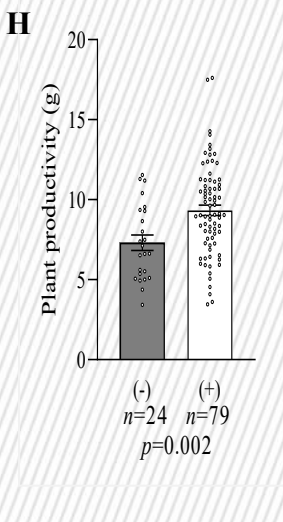 H
Plant productivity (g)
20
15
10
5
0
(-) (+)
n=24 n=79
p=0.002